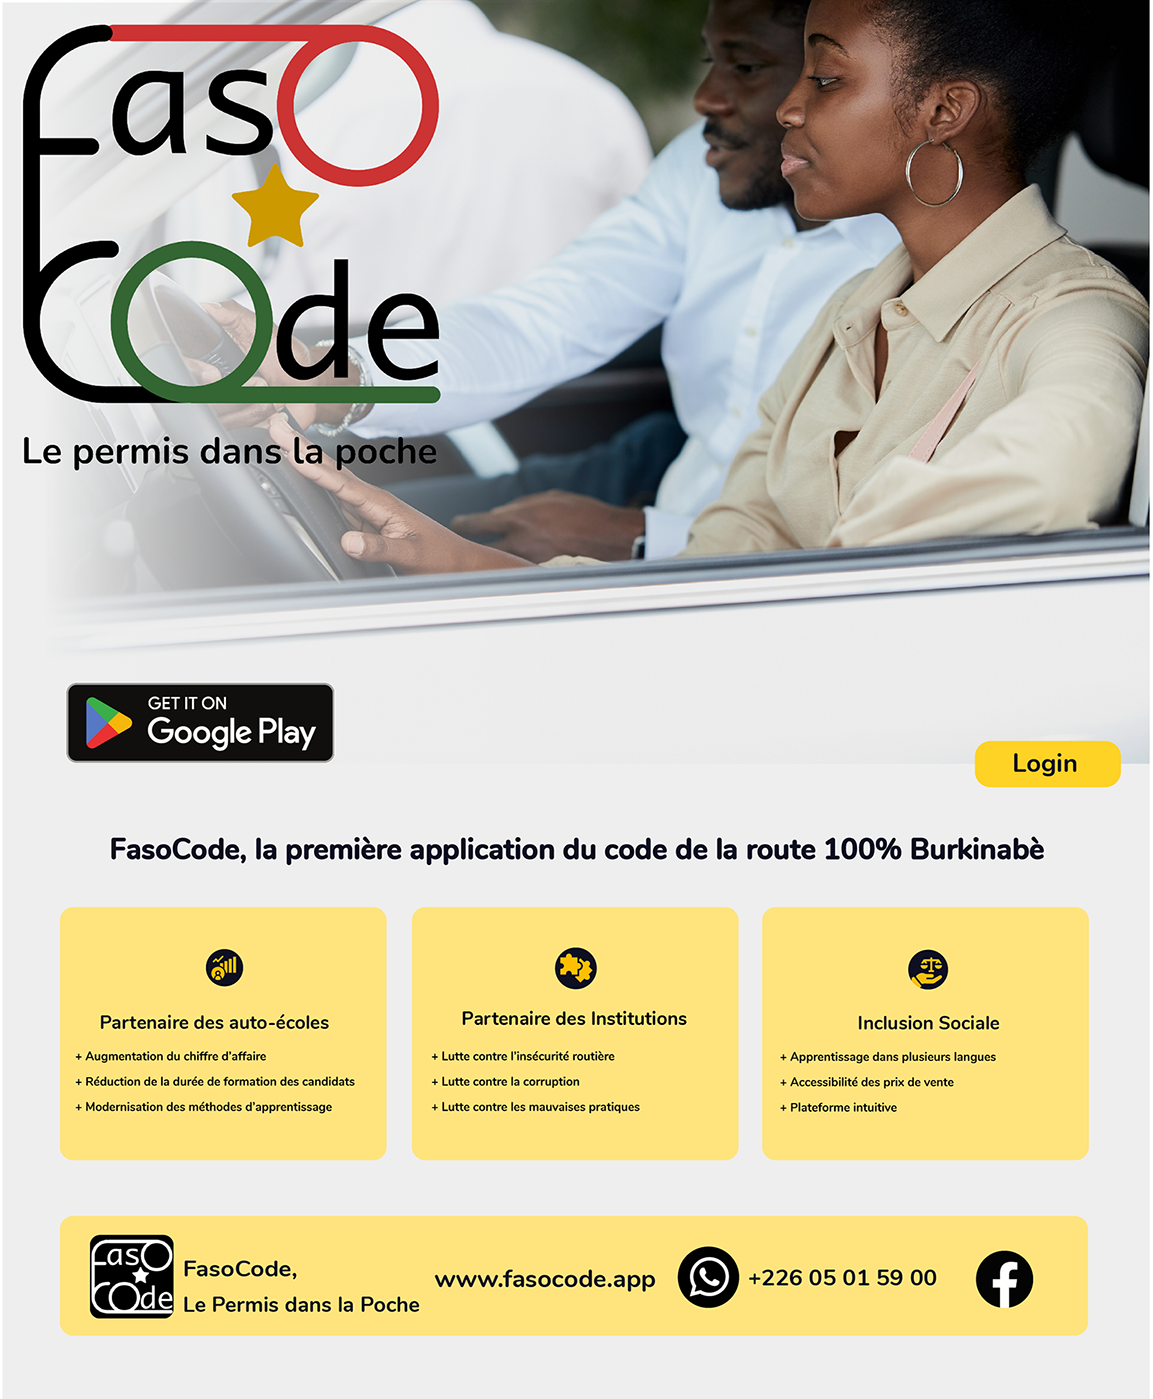 FasO
COde
Le permis dans la poche
GET IT ON
Google Play
Login
FasoCode, la première application du code de la route 100% Burkinabè
Partenaire des auto-écoles
+ Augmentation du chiffre d'affaire
+ Réduction de la durée de formation des candidats
+ Modernisation des méthodes d'apprentissage
Partenaire des Institutions
+ Lutte contre l'insécurité routière
+ Lutte contre la corruption
+ Lutte contre les mauvaises pratiques
Inclusion Sociale
+ Apprentissage dans plusieurs langues
+ Accessibilité des prix de vente
+ Plateforme intuitive
FasO
COde
FasoCode,
Le Permis dans la Poche
www.fasocode.app
+226 05 01 59 00